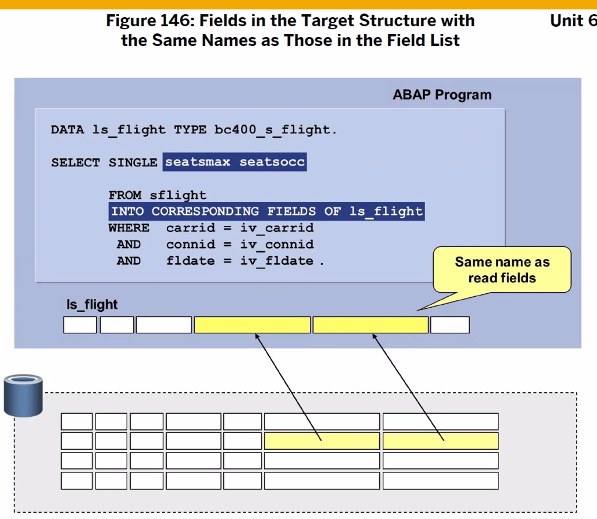 Figure 146: Fields in the Target Structure with
the Same Names as Those in the Field List
Unit 6
ABAP Program
DATA ls_flight TYPE bc400_s_flight.
SELECT SINGLE seatsmax seatsocc
FROM sflight
INTO CORRESPONDING FIELDS OF ls_flight
WHERE carrid = iv_carrid
AND connid = iv_connid
AND fldate = iv_fldate .
Same name as
read fields
ls_flight